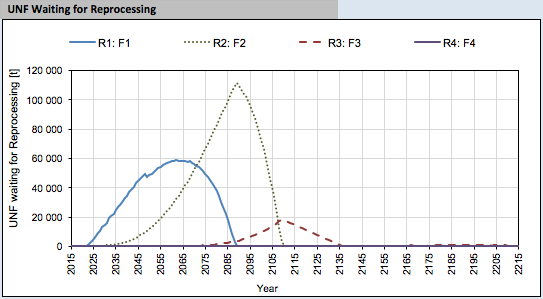 UNF Waiting for Reprocessing
R1: F1 R2: F2 R3: F3 R4: F4
UNF waiting for Reprocessing [t]
120 000
100 000
80 000
60 000
40 000
20 000
0
2015 2025 2035 2045 2055 2065 2075 2085 2095 2105 2115 2125 2135 2145 2155 2165 2175 2185 2195 2205 2215
Year